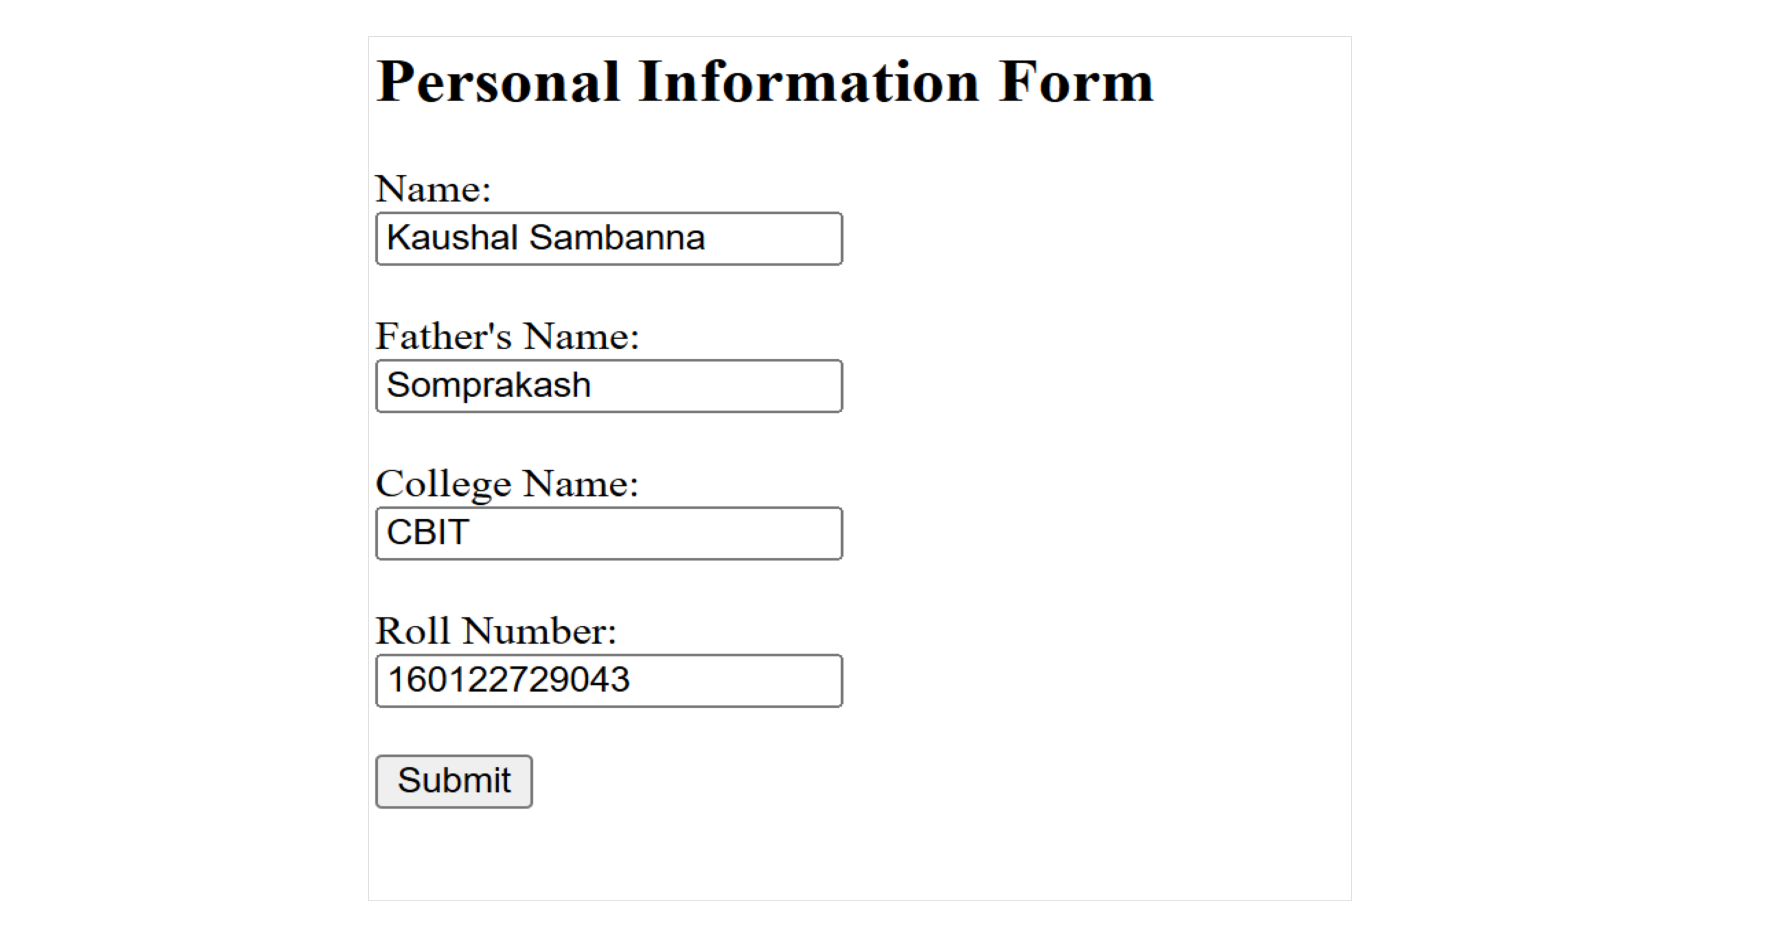 Personal Information Form
Name:
Kaushal Sambanna
Father's Name:
Somprakash
College Name:
CBIT
Roll Number:
160122729043
Submit